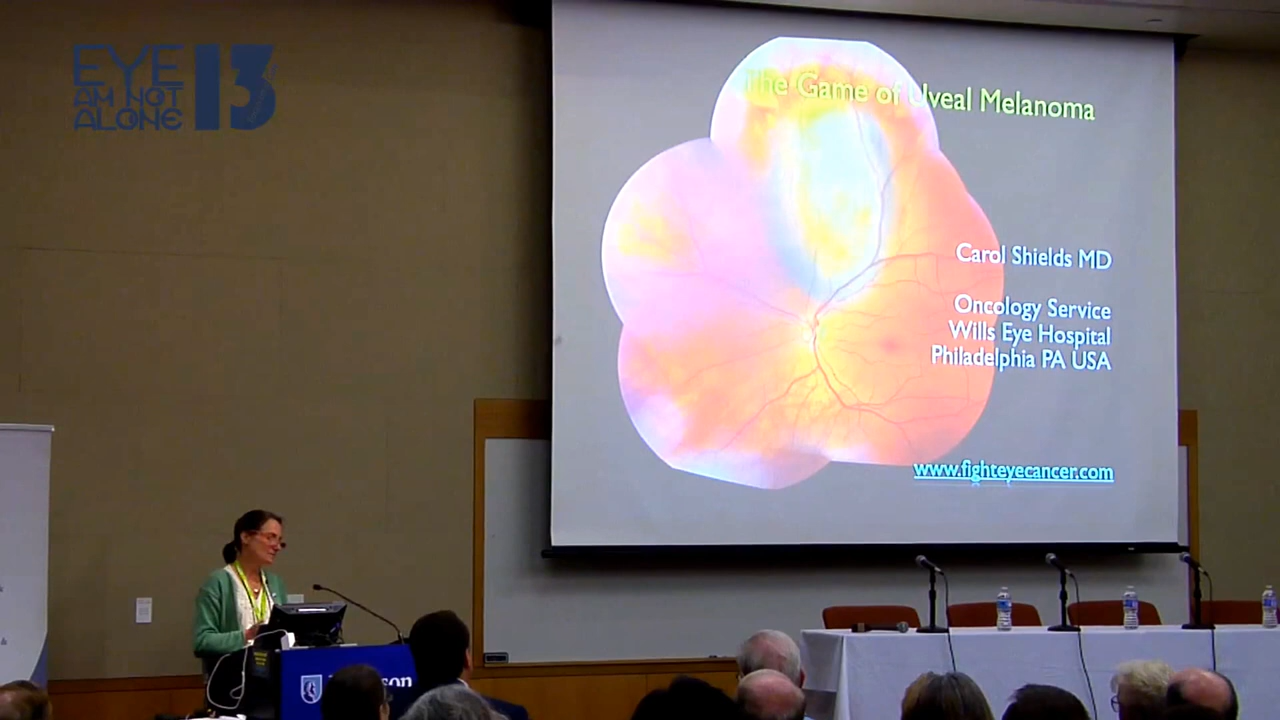 EYE
AM NOT
ALONE
13
The Game of Uveal Melanoma
Carol Shields MD
Oncology Service
Wills Eye Hospital
Philadelphia PA USA
www.fighteyecancer.com